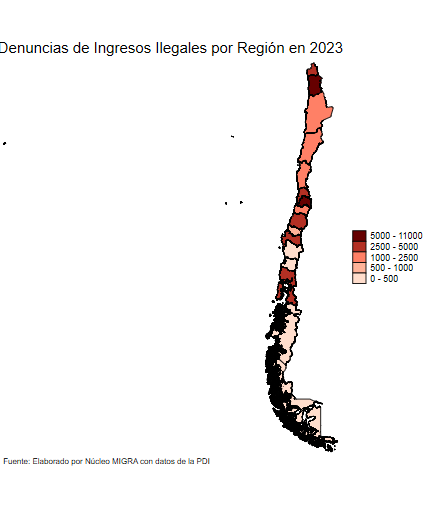 Denuncias de Ingresos Ilegales por Región en 2023
5000 - 11000
2500 - 5000
1000 - 2500
500 - 1000
0 - 500
Fuente: Elaborado por Núcleo MIGRA con datos de la PDI